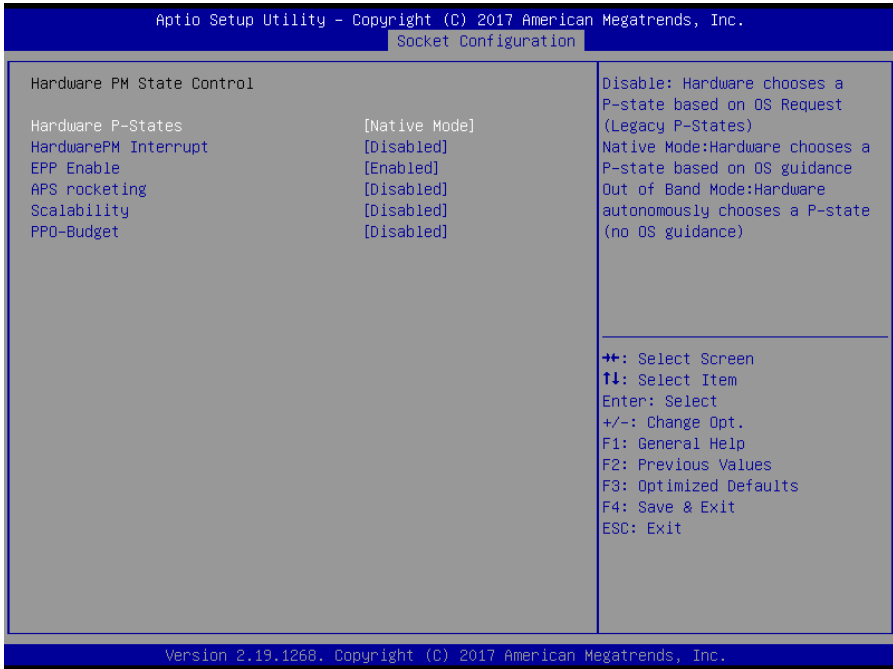 Aptio Setup Utility – Copyright (C) 2017 American Megatrends, Inc.
Socket Configuration
Hardware PM State Control
Hardware P-States [Native Mode]
HardwarePM Interrupt [Disabled]
EPP Enable [Enabled]
APS rocketing [Disabled]
Scalability [Disabled]
PPO-Budget [Disabled]
Disable: Hardware chooses a
P-state based on OS Request
(Legacy P-States)
Native Mode:Hardware chooses a
P-state based on OS guidance
Out of Band Mode:Hardware
autonomously chooses a P-state
(no OS guidance)
→←: Select Screen
↑↓: Select Item
Enter: Select
+/-: Change Opt.
F1: General Help
F2: Previous Values
F3: Optimized Defaults
F4: Save & Exit
ESC: Exit
Version 2.19.1268. Copyright (C) 2017 American Megatrends, Inc.